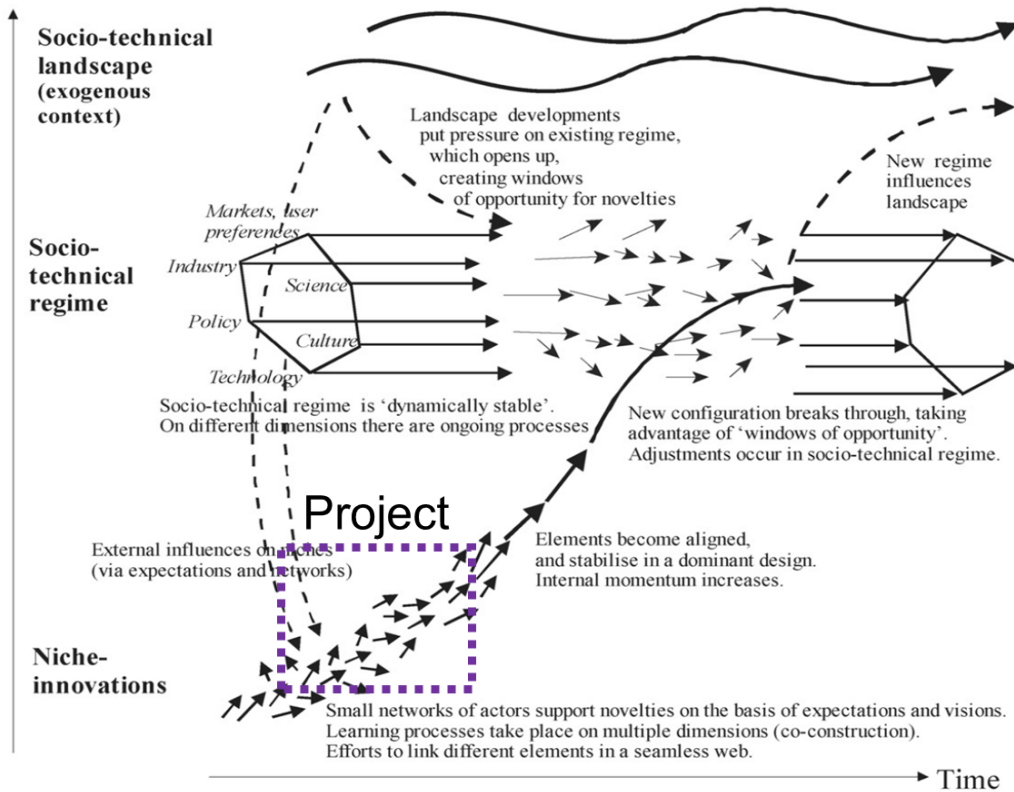 Socio-technical
landscape
(exogenous
context)
Landscape developments
put pressure on existing regime,
which opens up,
creating windows
of opportunity for novelties
New regime
influences
landscape
Socio-
technical
regime
Markets, user
preferences
Industry
Science
Policy
Culture
Technology
Socio-technical regime is ‘dynamically stable’.
On different dimensions there are ongoing processes
New configuration breaks through, taking
advantage of ‘windows of opportunity’.
Adjustments occur in socio-technical regime.
Project
External influences on niches
(via expectations and networks)
Elements become aligned,
and stabilise in a dominant design.
Internal momentum increases.
Niche-
innovations
Small networks of actors support novelties on the basis of expectations and visions.
Learning processes take place on multiple dimensions (co-construction).
Efforts to link different elements in a seamless web.
Time